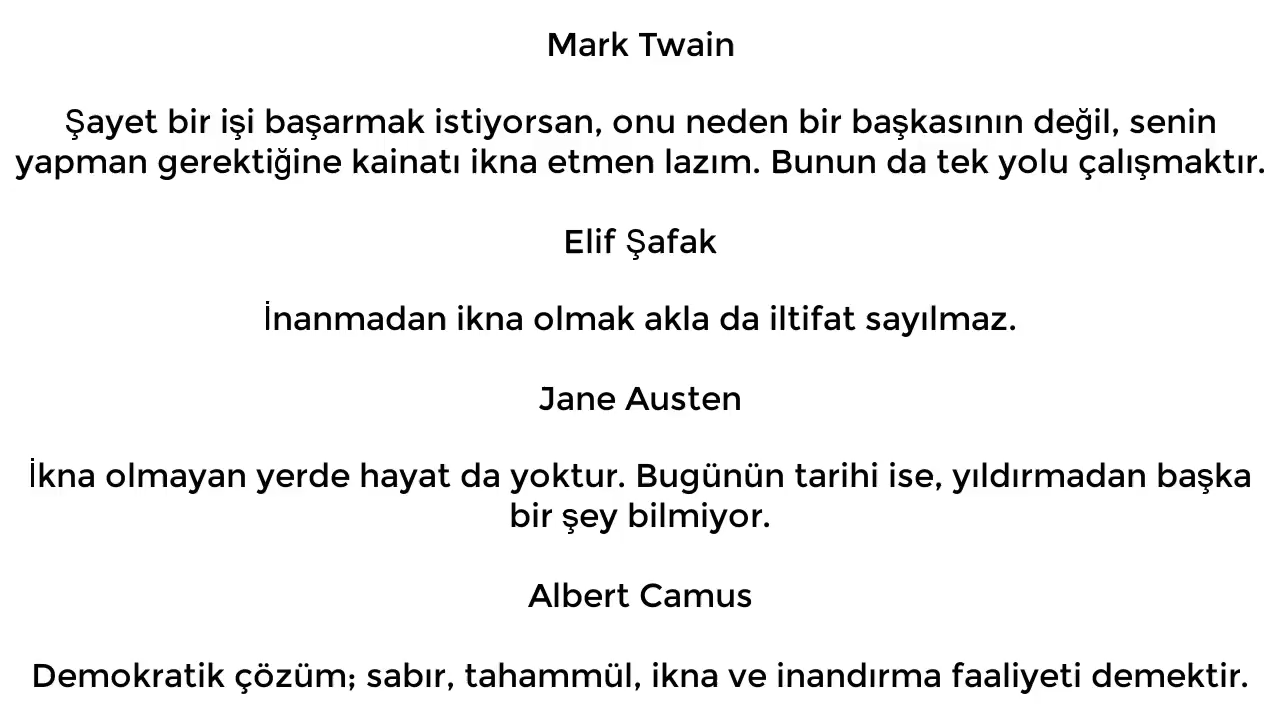 Mark Twain
Şayet bir işi başarmak istiyorsan, onu neden bir başkasının değil, senin
yapman gerektiğine kainatı ikna etmen lazım. Bunun da tek yolu çalışmaktır.
Elif Şafak
İnanmadan ikna olmak akla da iltifat sayılmaz.
Jane Austen
İkna olmayan yerde hayat da yoktur. Bugünün tarihi ise, yıldırmadan başka
bir şey bilmiyor.
Albert Camus
Demokratik çözüm; sabır, tahammül, ikna ve inandırma faaliyeti demektir.